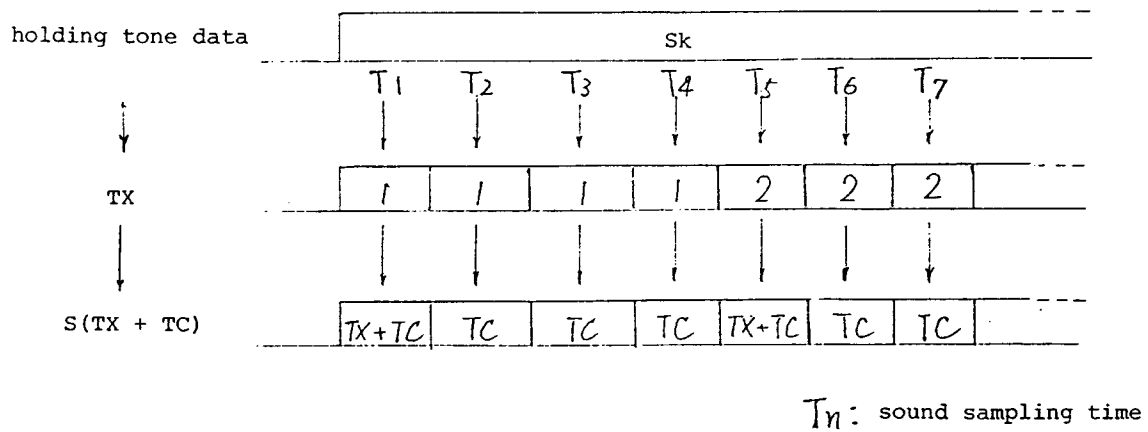 holding tone data
Sk
T1 T2 T3 T4 T5 T6 T7
TX
1 1 1 1 2 2 2
S(TX + TC)
TX+TC TC TC TC TX+TC TC TC
Tn: sound sampling time